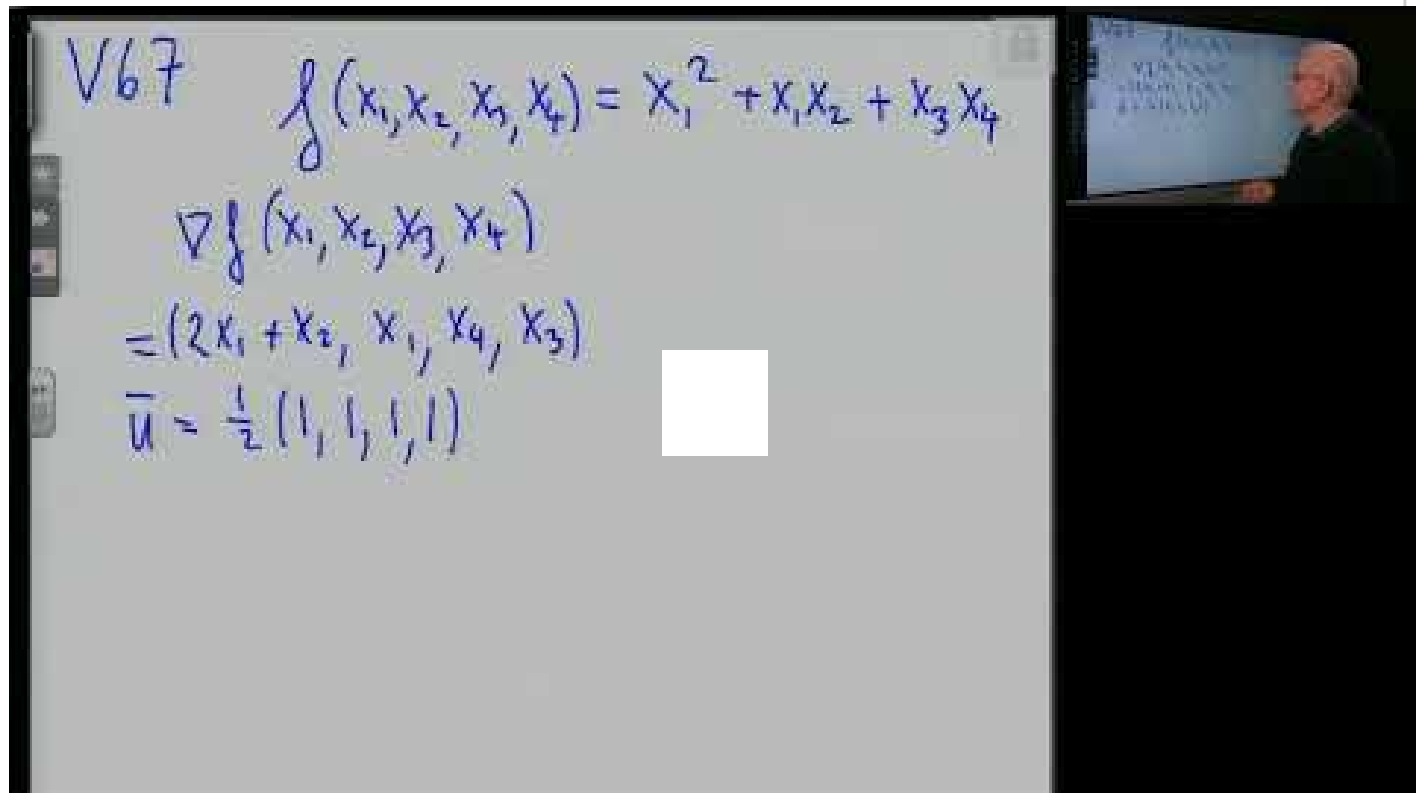 V67 f(x₁,x₂,x₃,x₄) = x₁² + x₁x₂ + x₃x₄
∇f(x₁,x₂,x₃,x₄)
=(2x₁+x₂, x₁, x₄, x₃)
ū = ½(1,1,1,1)